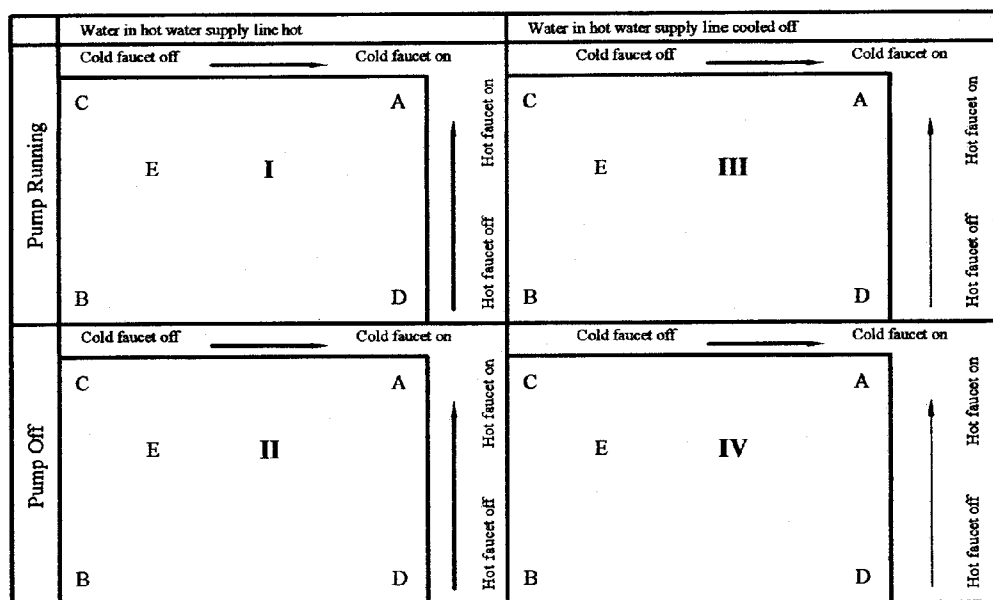 Water in hot water supply line hot
Water in hot water supply line cooled off
Cold faucet off
Cold faucet on
Cold faucet off
Cold faucet on
Pump Running
C
A
E
I
B
D
Hot faucet on
Hot faucet off
C
A
E
III
B
D
Hot faucet on
Hot faucet off
Cold faucet off
Cold faucet on
Cold faucet off
Cold faucet on
Pump Off
C
A
E
II
B
D
Hot faucet on
Hot faucet off
C
A
E
IV
B
D
Hot faucet on
Hot faucet off